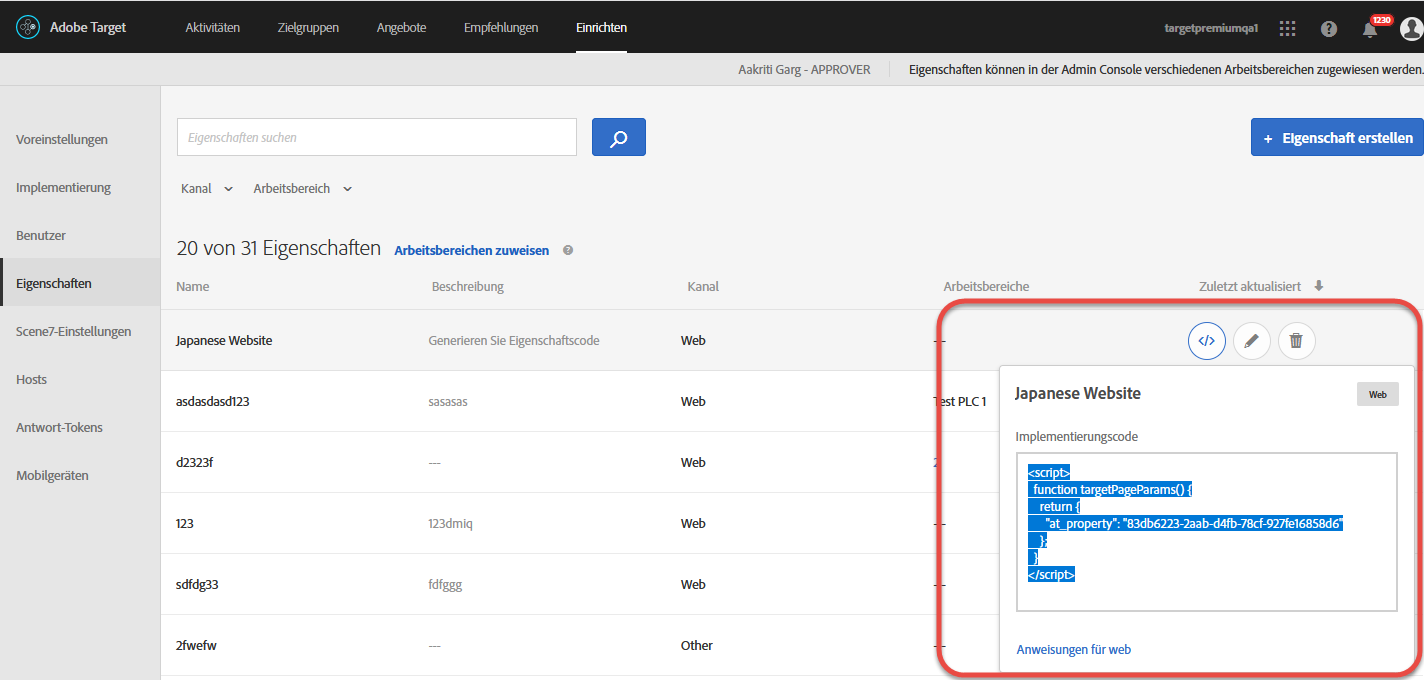 Adobe Target Aktivitäten Zielgruppen Angebote Empfehlungen Einrichten targetpremiumqa1 1230
Aakriti Garg - APPROVER Eigenschaften können in der Admin Console verschiedenen Arbeitsbereichen zugewiesen werden.
Voreinstellungen
Implementierung
Benutzer
Eigenschaften
Scene7-Einstellungen
Hosts
Antwort-Tokens
Mobilgeräten
Eigenschaften suchen
+ Eigenschaft erstellen
Kanal Arbeitsbereich
20 von 31 Eigenschaften Arbeitsbereichen zuweisen ?
Name Beschreibung Kanal Arbeitsbereiche Zuletzt aktualisiert
Japanese Website Generieren Sie Eigenschaftscode Web ---
asdasdasd123 sasasas Web Test PLC 1
d2323f --- Web 2
123 123dmiq Web ---
sdfdg33 fdfggg Web ---
2fwefw --- Other ---
</>
Japanese Website Web
Implementierungscode
<script>
function targetPageParams() {
return {
"at_property": "83db6223-2aab-d4fb-78cf-927fe16858d6"
};
}
</script>
Anweisungen für web